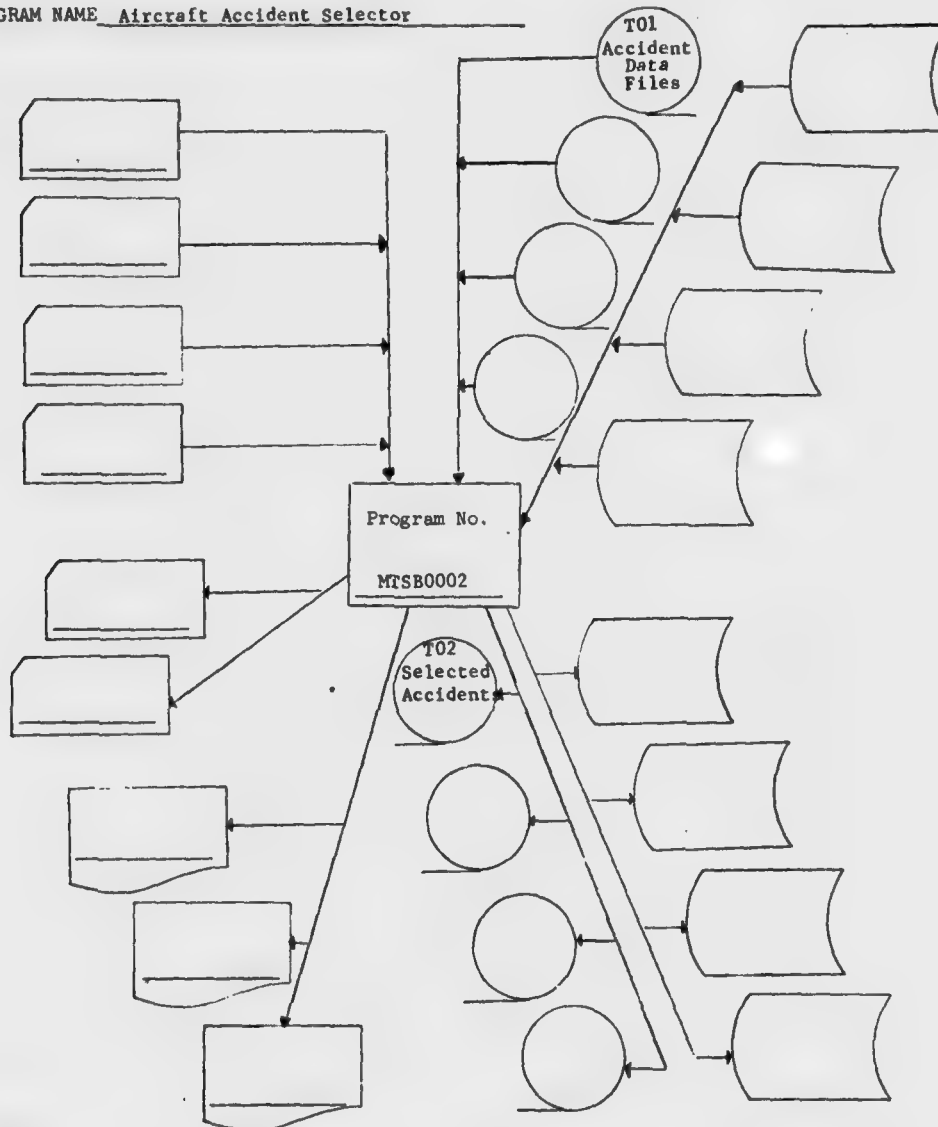 GRAM NAME Aircraft Accident Selector
T01
Accident
Data
Files
Program No.
MTSB0002
T02
Selected
Accident